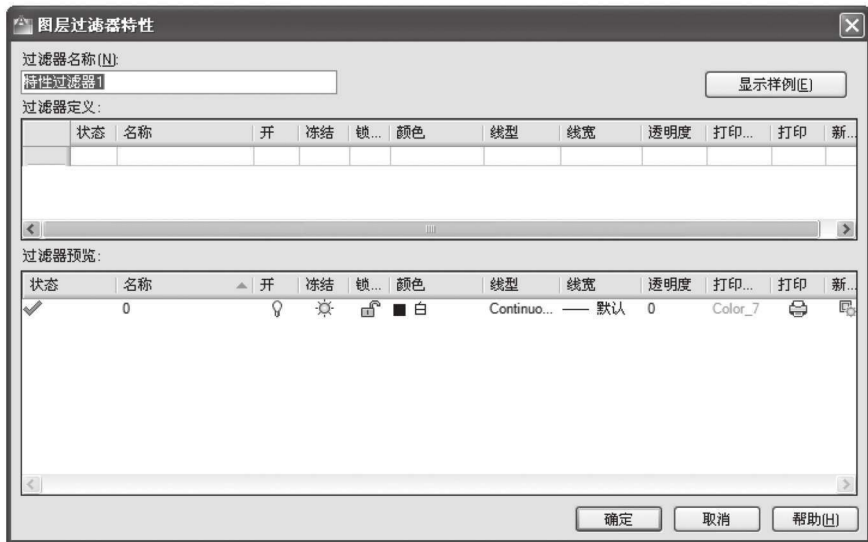 图层过滤器特性
过滤器名称(N):
特性过滤器1
显示样例(E)
过滤器定义:
状态 名称 开 冻结 锁... 颜色 线型 线宽 透明度 打印... 打印 新...
过滤器预览:
状态 名称 开 冻结 锁... 颜色 线型 线宽 透明度 打印... 打印 新...
0 白 Continuo... 默认 0 Color_7
确定 取消 帮助(H)